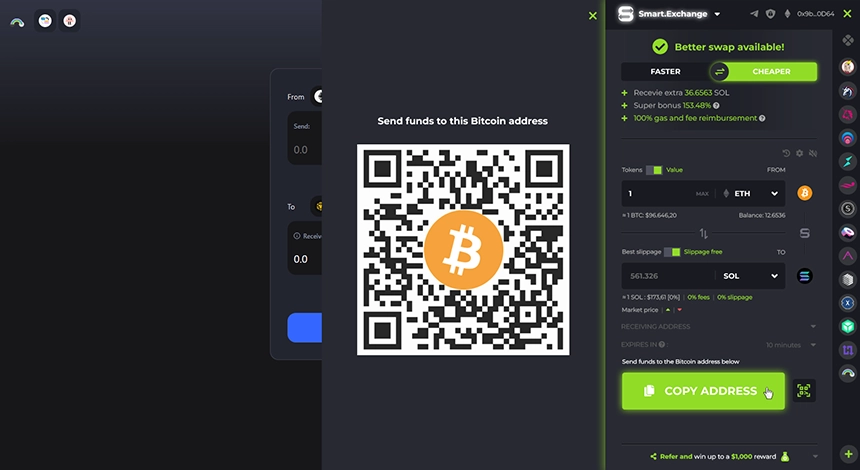 From
Send:
0.0
To
Receive
0.0
Send funds to this Bitcoin address
Smart.Exchange
0x9b...0D64
Better swap available!
FASTER
CHEAPER
+ Recevie extra 36.6563 SOL
+ Super bonus 153.48%
+ 100% gas and fee reimbursement
Tokens
Value
FROM
1
MAX
ETH
≈ 1 BTC: $96.646,20
Balance: 12.6536
Best slippage
Slippage free
TO
561.326
SOL
≈ 1 SOL: $173,61 [0%] | 0% fees | 0% slippage
Market price
RECEIVING ADDRESS
EXPIRES IN
10 minutes
Send funds to the Bitcoin address below
COPY ADDRESS
Refer and win up to a $1,000 reward